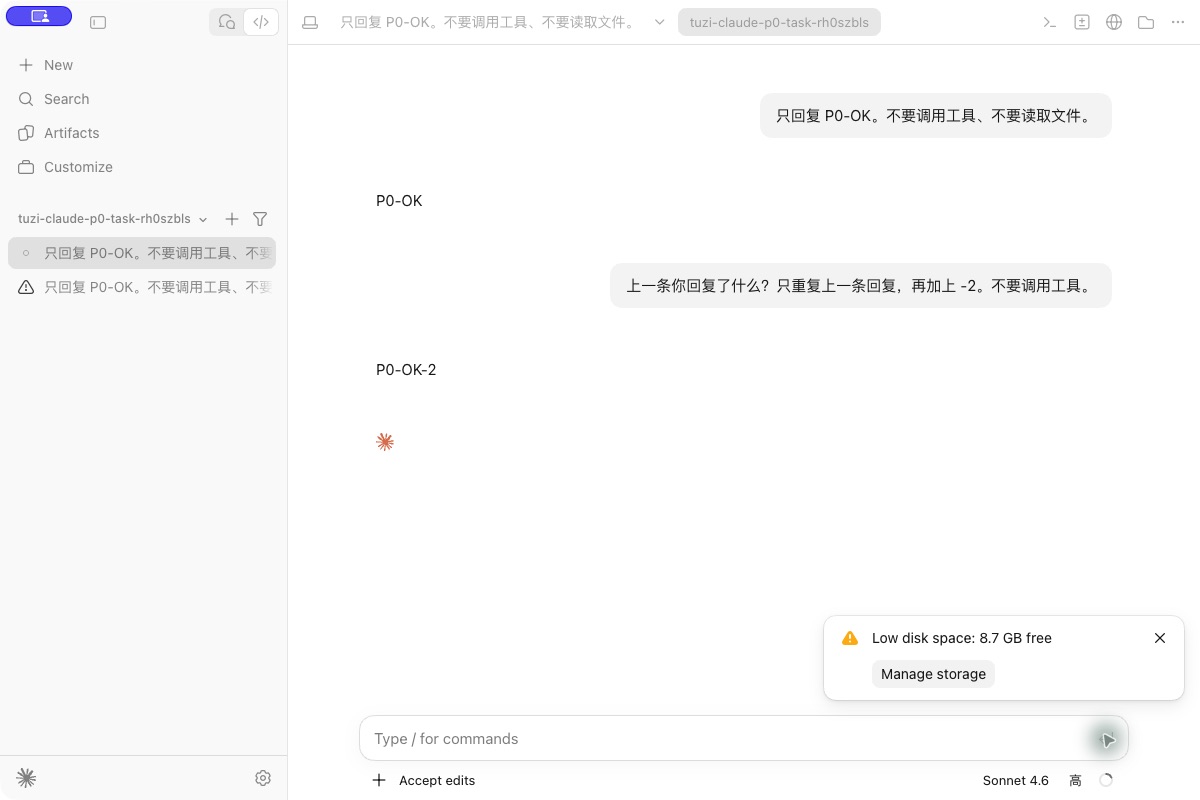 只回复 P0-OK。不要调用工具、不要读取文件。
tuzi-claude-p0-task-rh0szbls
New
Search
Artifacts
Customize
tuzi-claude-p0-task-rh0szbls
只回复 P0-OK。不要调用工具、不要
只回复 P0-OK。不要调用工具、不要
只回复 P0-OK。不要调用工具、不要读取文件。
P0-OK
上一条你回复了什么？只重复上一条回复，再加上 -2。不要调用工具。
P0-OK-2
Low disk space: 8.7 GB free
Manage storage
Type / for commands
Accept edits
Sonnet 4.6 高